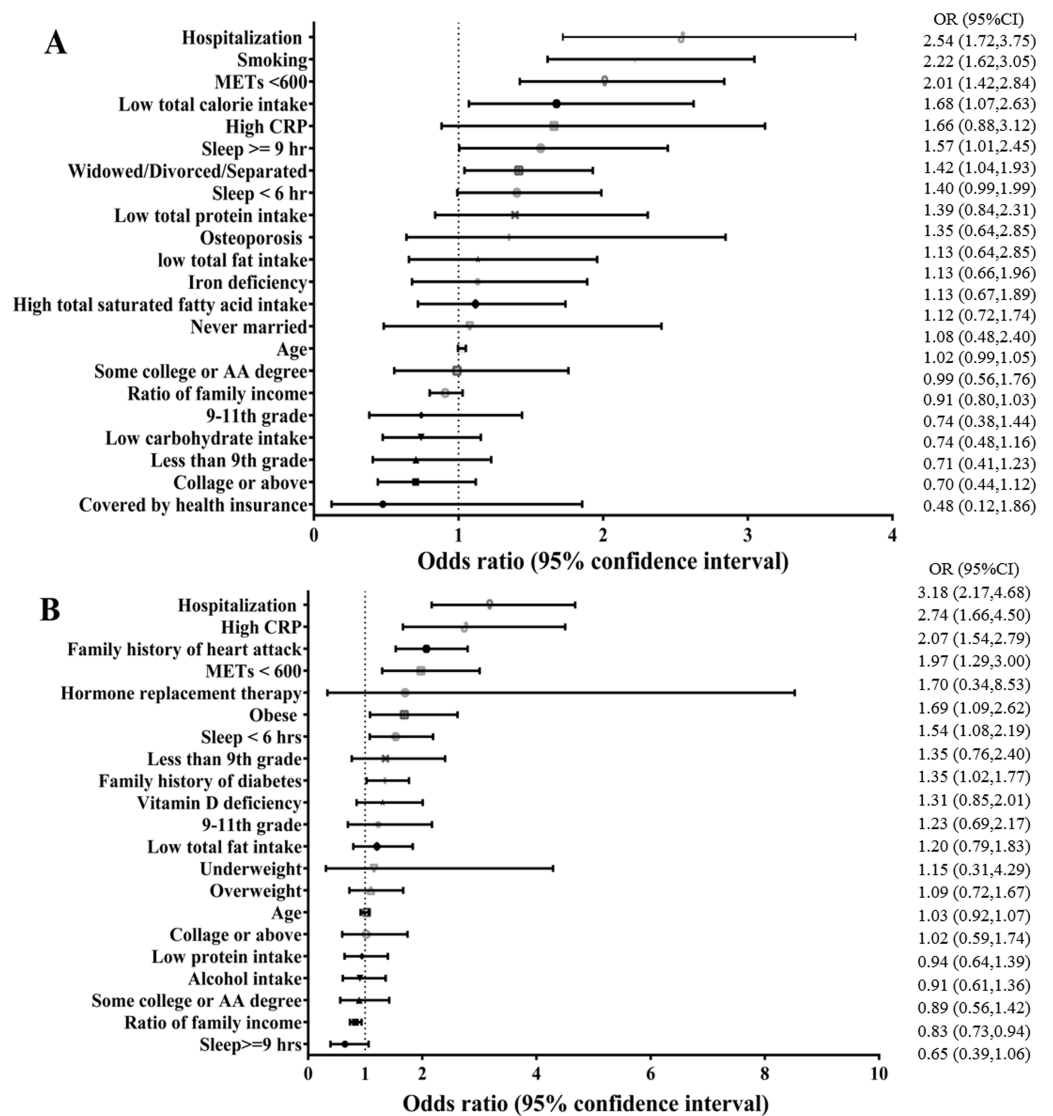 A
OR (95%CI)
Hospitalization 2.54 (1.72,3.75)
Smoking 2.22 (1.62,3.05)
METs <600 2.01 (1.42,2.84)
Low total calorie intake 1.68 (1.07,2.63)
High CRP 1.66 (0.88,3.12)
Sleep >= 9 hr 1.57 (1.01,2.45)
Widowed/Divorced/Separated 1.42 (1.04,1.93)
Sleep < 6 hr 1.40 (0.99,1.99)
Low total protein intake 1.39 (0.84,2.31)
Osteoporosis 1.35 (0.64,2.85)
low total fat intake 1.13 (0.64,2.85)
Iron deficiency 1.13 (0.66,1.96)
High total saturated fatty acid intake 1.13 (0.67,1.89)
Never married 1.12 (0.72,1.74)
Age 1.08 (0.48,2.40)
Some college or AA degree 1.02 (0.99,1.05)
Ratio of family income 0.99 (0.56,1.76)
9-11th grade 0.91 (0.80,1.03)
Low carbohydrate intake 0.74 (0.38,1.44)
Less than 9th grade 0.74 (0.48,1.16)
Collage or above 0.71 (0.41,1.23)
Covered by health insurance 0.70 (0.44,1.12)
0.48 (0.12,1.86)
0 1 2 3 4
Odds ratio (95% confidence interval)
B
OR (95%CI)
Hospitalization 3.18 (2.17,4.68)
High CRP 2.74 (1.66,4.50)
Family history of heart attack 2.07 (1.54,2.79)
METs < 600 1.97 (1.29,3.00)
Hormone replacement therapy 1.70 (0.34,8.53)
Obese 1.69 (1.09,2.62)
Sleep < 6 hrs 1.54 (1.08,2.19)
Less than 9th grade 1.35 (0.76,2.40)
Family history of diabetes 1.35 (1.02,1.77)
Vitamin D deficiency 1.31 (0.85,2.01)
9-11th grade 1.23 (0.69,2.17)
Low total fat intake 1.20 (0.79,1.83)
Underweight 1.15 (0.31,4.29)
Overweight 1.09 (0.72,1.67)
Age 1.03 (0.92,1.07)
Collage or above 1.02 (0.59,1.74)
Low protein intake 0.94 (0.64,1.39)
Alcohol intake 0.91 (0.61,1.36)
Some college or AA degree 0.89 (0.56,1.42)
Ratio of family income 0.83 (0.73,0.94)
Sleep>=9 hrs 0.65 (0.39,1.06)
0 1 2 4 6 8 10
Odds ratio (95% confidence interval)